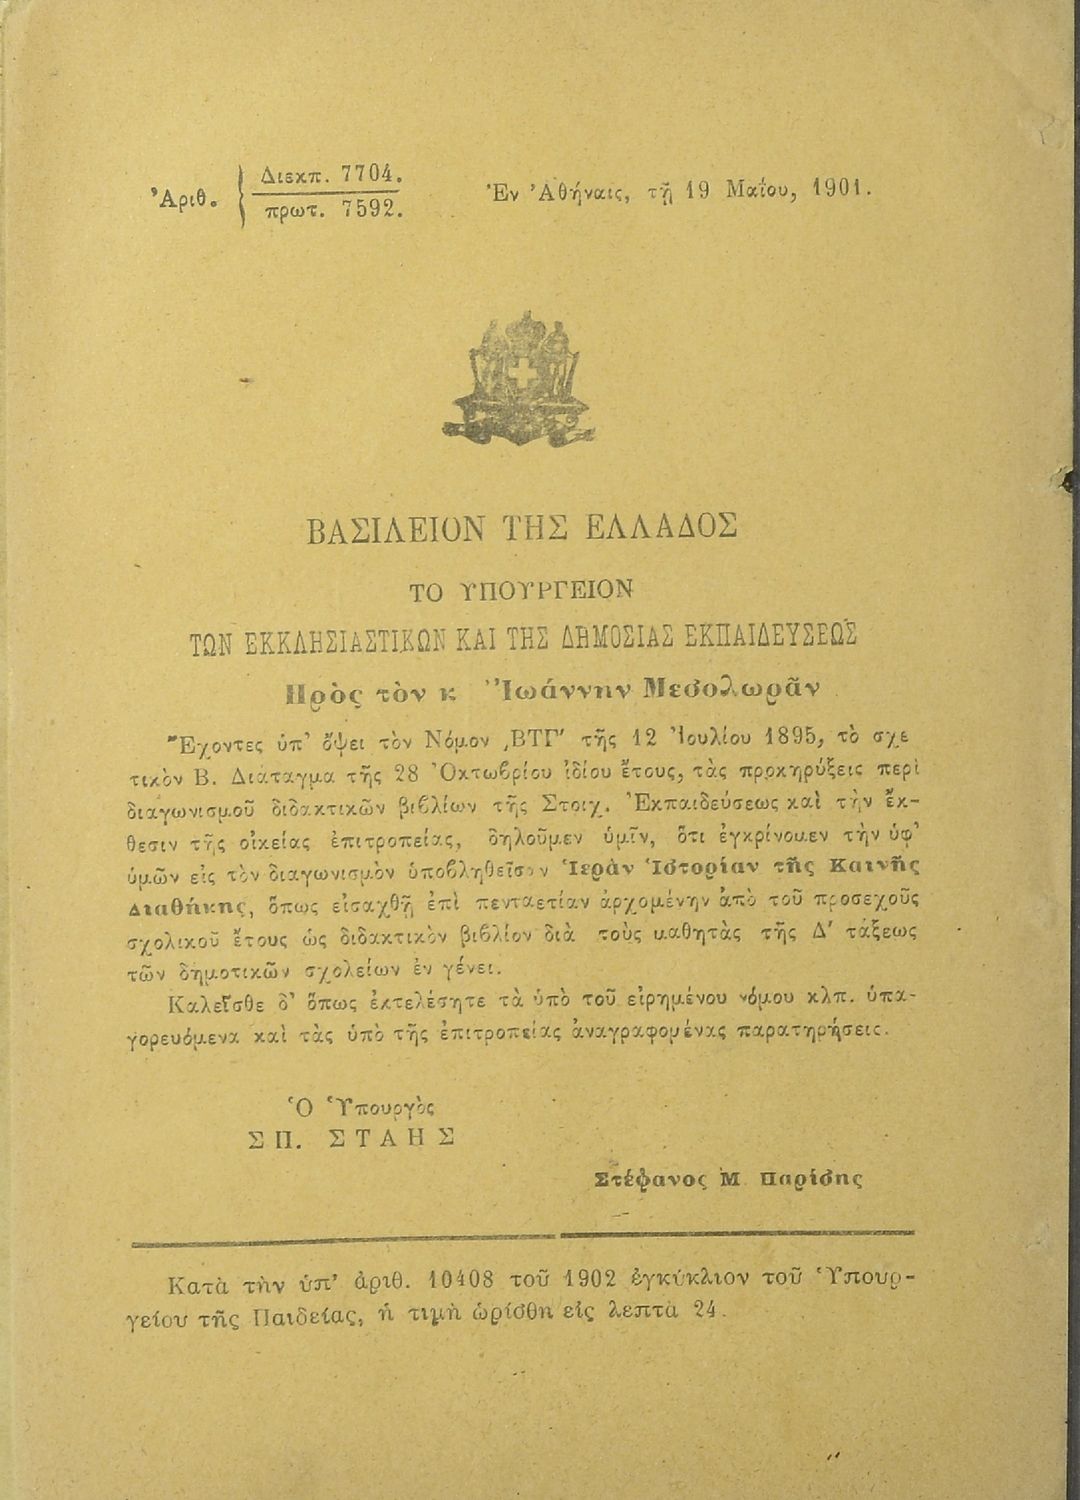 Ἀριθ. { Διεκπ. 7704.
πρωτ. 7592.
Ἐν Ἀθήναις, τῇ 19 Μαΐου, 1901.
ΒΑΣΙΛΕΙΟΝ ΤΗΣ ΕΛΛΑΔΟΣ
ΤΟ ΥΠΟΥΡΓΕΙΟΝ
ΤΩΝ ΕΚΚΛΗΣΙΑΣΤΙΚΩΝ ΚΑΙ ΤΗΣ ΔΗΜΟΣΙΑΣ ΕΚΠΑΙΔΕΥΣΕΩΣ
Πρὸς τὸν κ Ἰωάννην Μεσολωρᾶν
Ἔχοντες ὑπ' ὄψει τὸν Νόμον ,ΒΤΓ' τῆς 12 Ἰουλίου 1895, τὸ σχε
τικὸν Β. Διάταγμα τῆς 28 Ὀκτωβρίου ἰδίου ἔτους, τὰς προκηρύξεις περὶ
διαγωνισμοῦ διδακτικῶν βιβλίων τῆς Στοιχ. Ἐκπαιδεύσεως καὶ τὴν ἔκ-
θεσιν τῆς οἰκείας ἐπιτροπείας, δηλοῦμεν ὑμῖν, ὅτι ἐγκρίνομεν τὴν ὑφ'
ὑμῶν εἰς τὸν διαγωνισμὸν ὑποβληθεῖσαν Ἱερὰν Ἱστορίαν τῆς Καινῆς
Διαθήκης, ὅπως εἰσαχθῇ ἐπὶ πενταετίαν ἀρχομένην ἀπὸ τοῦ προσεχοῦς
σχολικοῦ ἔτους ὡς διδακτικὸν βιβλίον διὰ τοὺς μαθητὰς τῆς Δ' τάξεως
τῶν δημοτικῶν σχολείων ἐν γένει.
Καλεῖσθε δ' ὅπως ἐκτελέσητε τὰ ὑπὸ τοῦ εἰρημένου νόμου κλπ. ὑπα-
γορευόμενα καὶ τὰς ὑπὸ τῆς ἐπιτροπείας ἀναγραφομένας παρατηρήσεις.
Ὁ Ὑπουργὸς
ΣΠ. ΣΤΑΗΣ
Στέφανος Μ. Παρίσης
Κατὰ τὴν ὑπ' ἀριθ. 10408 τοῦ 1902 ἐγκύκλιον τοῦ Ὑπουρ-
γείου τῆς Παιδείας, ἡ τιμὴ ὡρίσθη εἰς λεπτὰ 24.